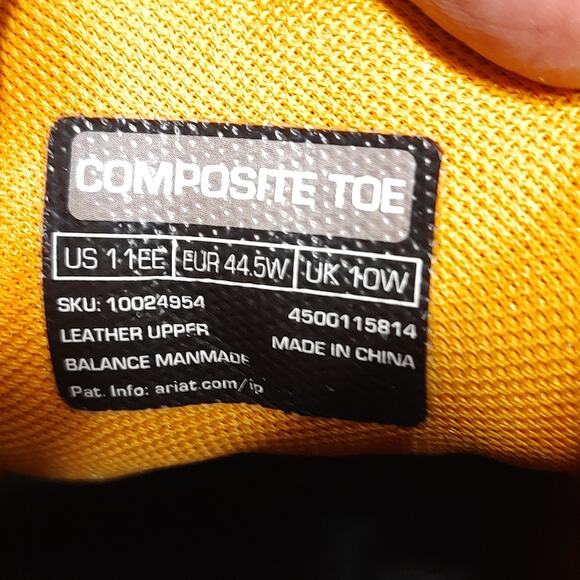 COMPOSITE TOE
US 11EE EUR 44.5W UK 10W
SKU: 10024954 4500115814
LEATHER UPPER MADE IN CHINA
BALANCE MANMADE
Pat. Info: ariat.com/ip